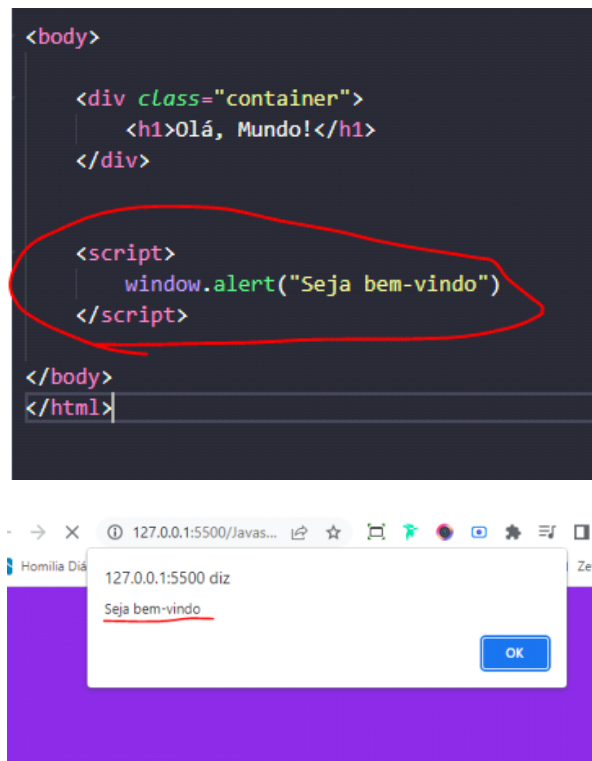 <body>
<div class="container">
<h1>Olá, Mundo!</h1>
</div>
<script>
window.alert("Seja bem-vindo")
</script>
</body>
</html>
127.0.0.1:5500/Javas...
Homilia Diá
Ze
127.0.0.1:5500 diz
Seja bem-vindo
OK